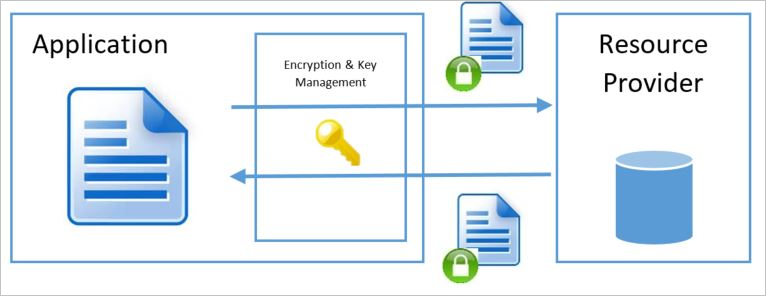 Application
Encryption & Key
Management
Resource
Provider